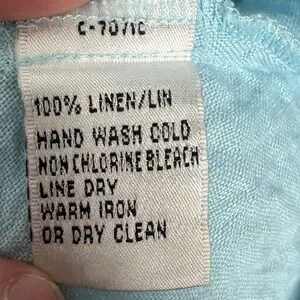 100% LINEN/LIN
HAND WASH COLD
NON CHLORINE BLEACH
LINE DRY
WARM IRON
OR DRY CLEAN